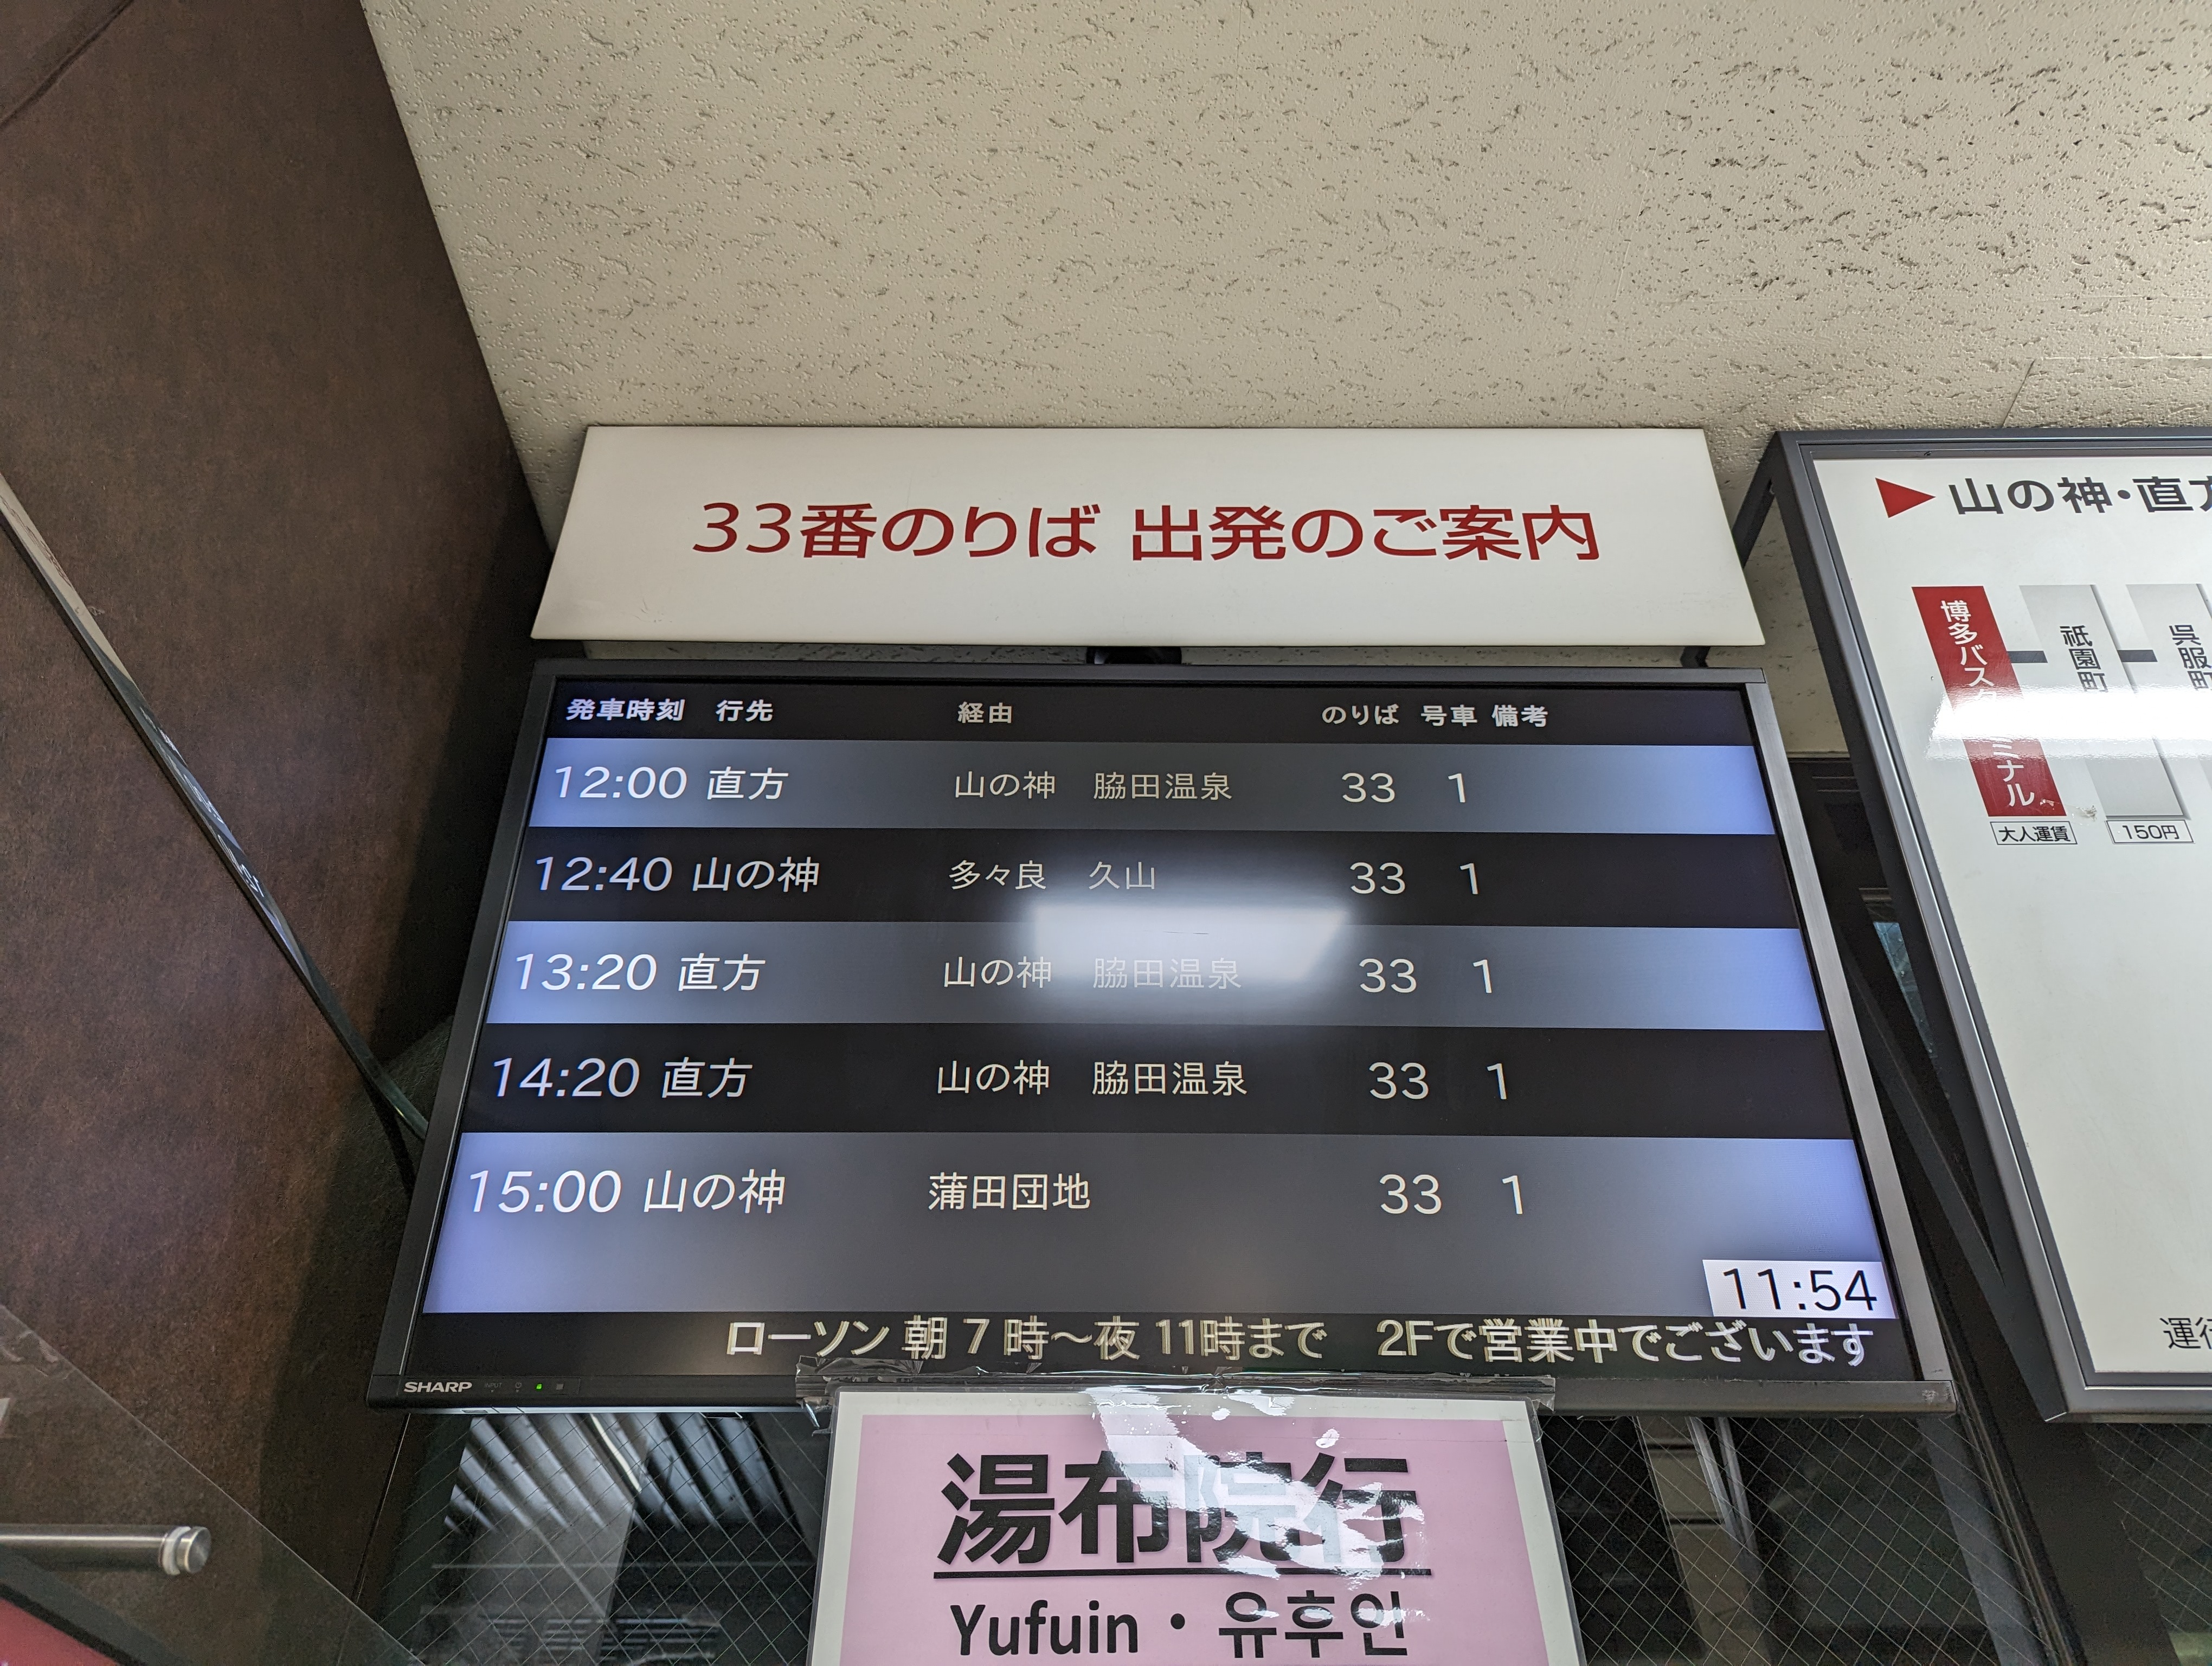 33番のりば 出発のご案内
発車時刻 行先 経由 のりば 号車 備考
12:00 直方 山の神 脇田温泉 33 1
12:40 山の神 多々良 久山 33 1
13:20 直方 山の神 脇田温泉 33 1
14:20 直方 山の神 脇田温泉 33 1
15:00 山の神 蒲田団地 33 1
11:54
ローソン 朝7時～夜11時まで 2Fで営業中でございます
SHARP
湯布院行
Yufuin・유후인
山の神・直方
博多バスターミナル
祇園町
呉服町
大人運賃
150円